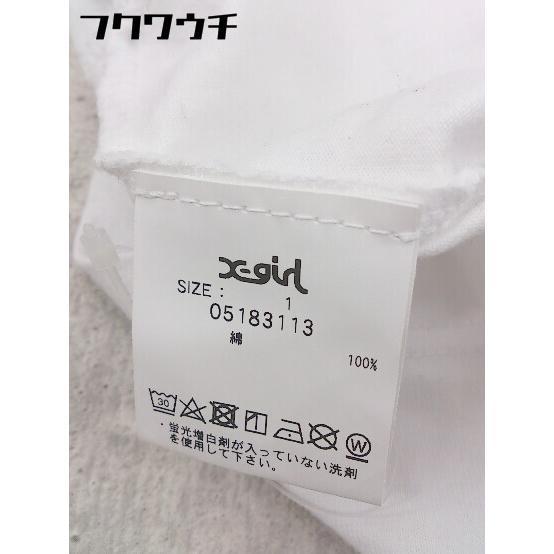 フクワウチ
X-girl
SIZE : 1
05183113
綿 100%
30
W
・蛍光増白剤が入っていない洗剤
を使用して下さい。